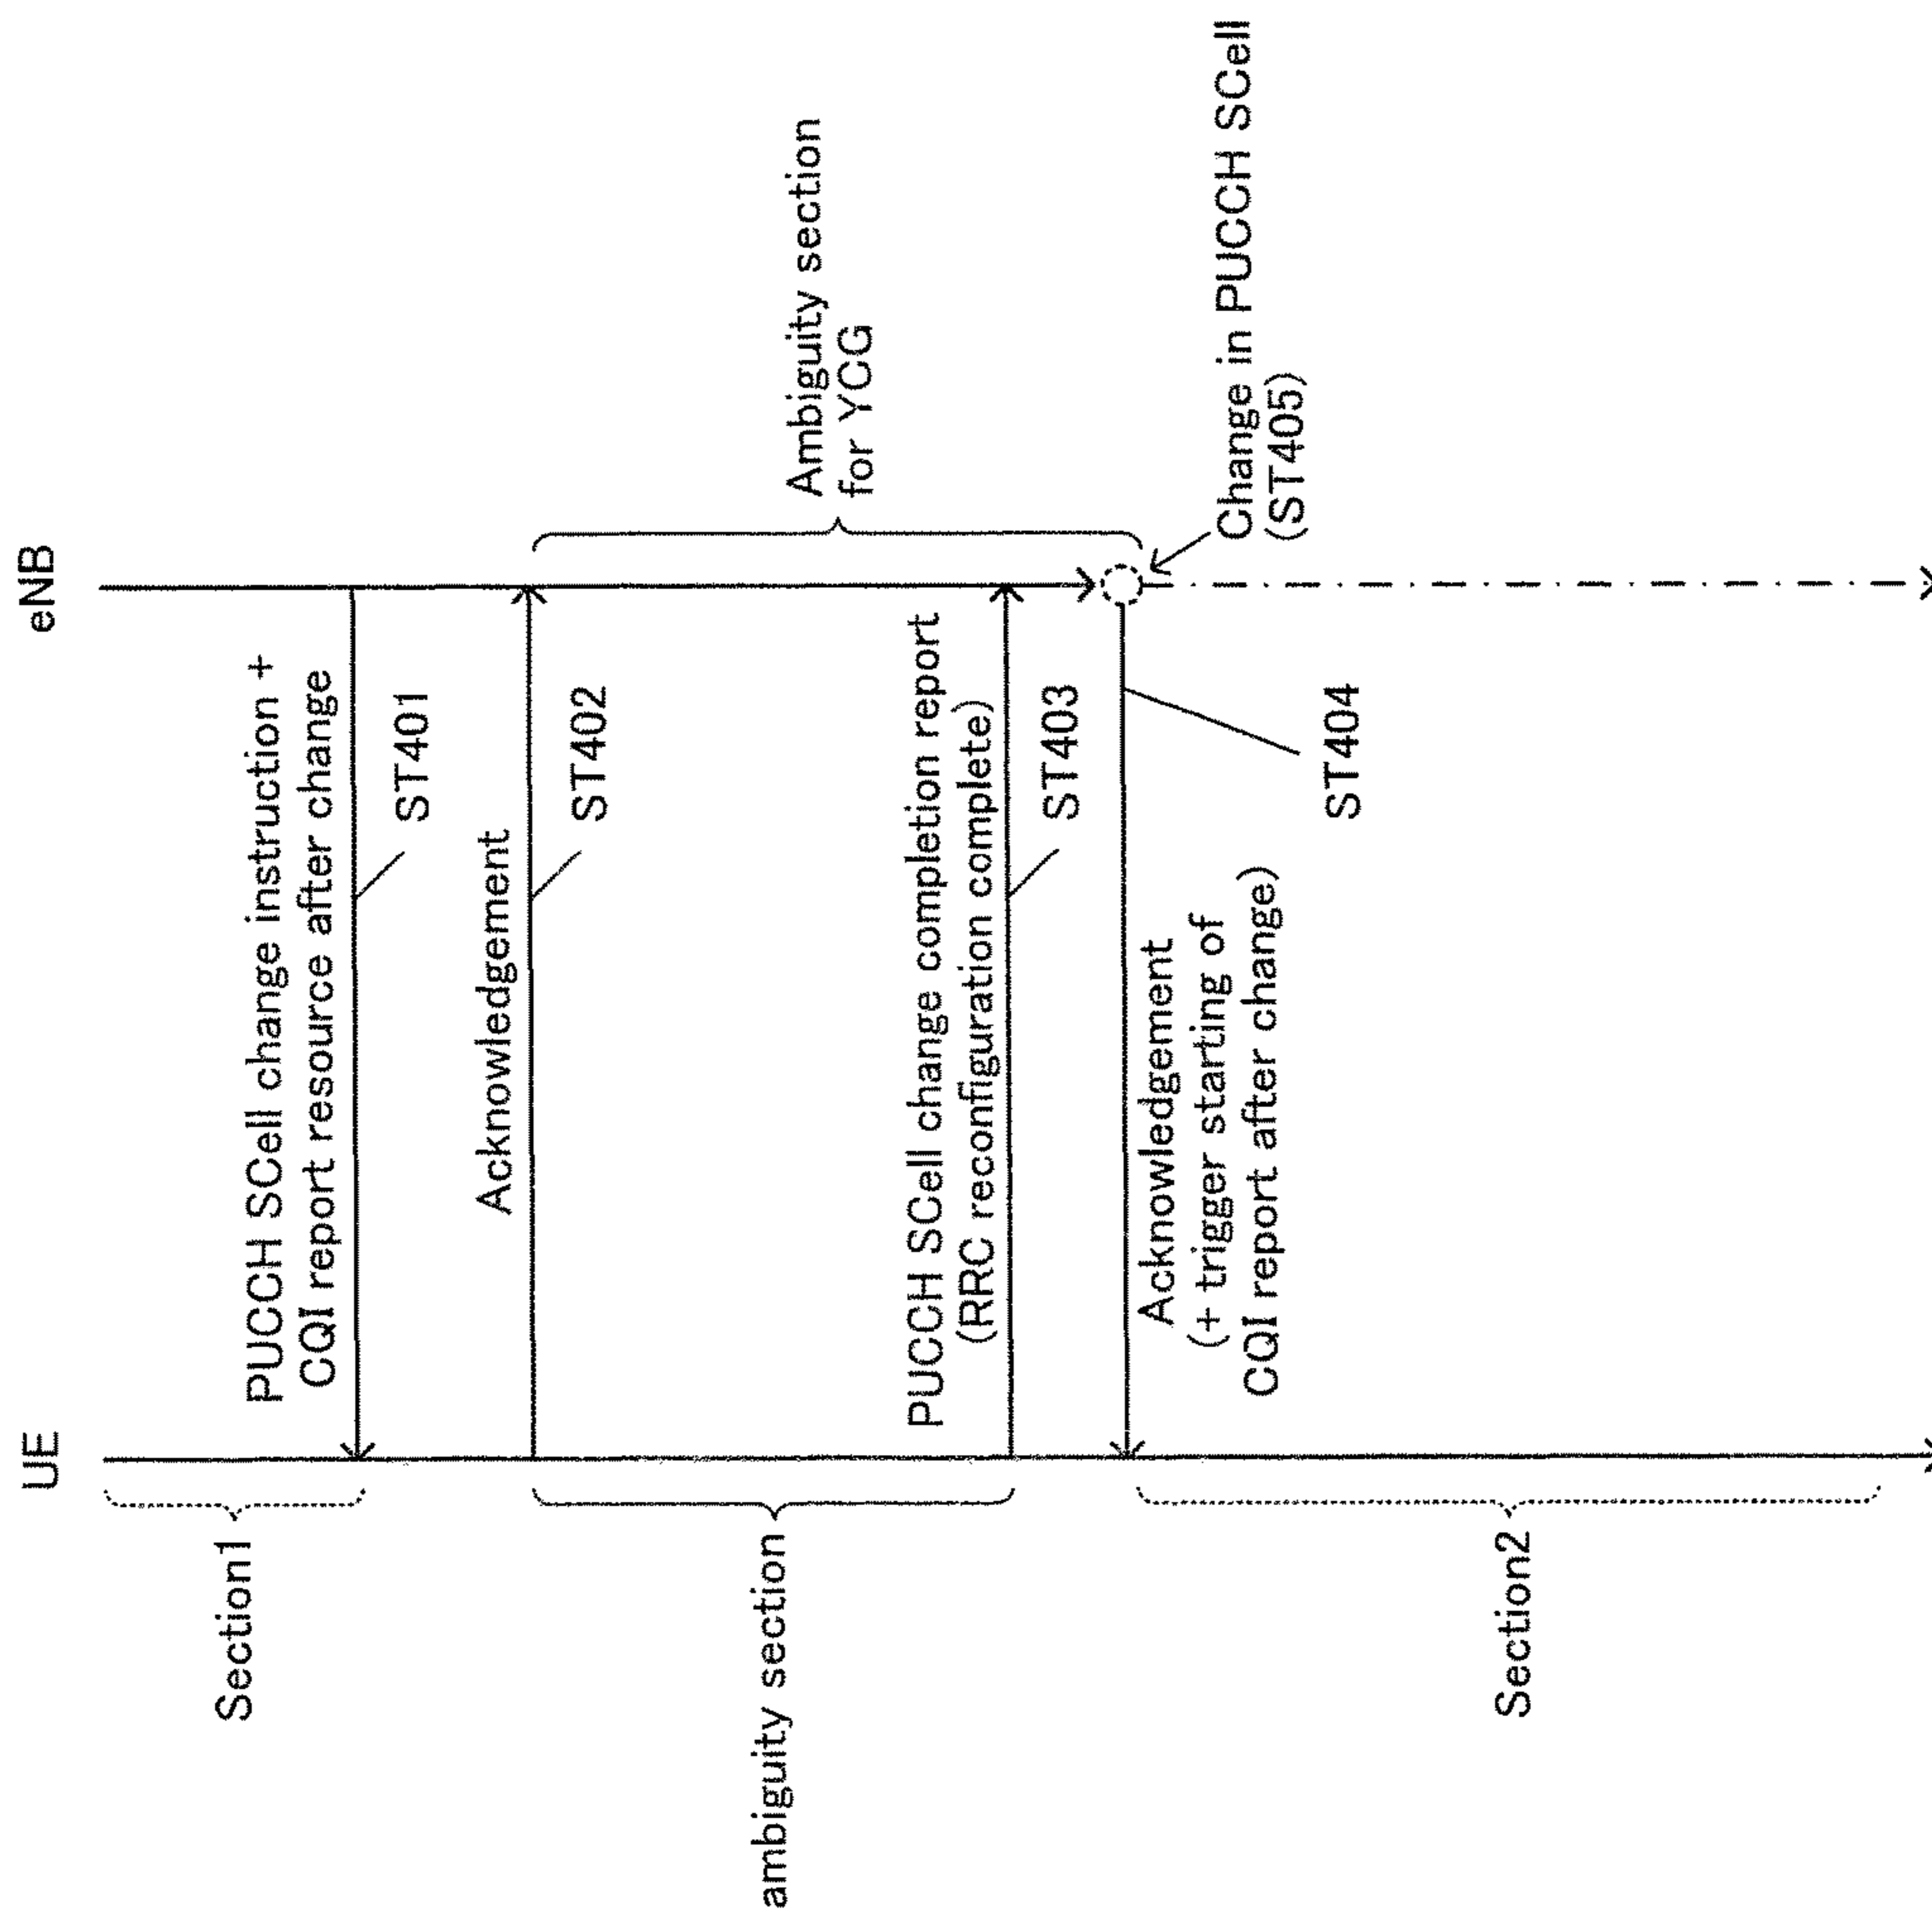 UE
eNB
Section1
PUCCH SCell change instruction +
CQI report resource after change
ST401
Acknowledgement
ST402
ambiguity section
Ambiguity section
for YCG
PUCCH SCell change completion report
(RRC reconfiguration complete)
ST403
Change in PUCCH SCell
(ST405)
Acknowledgement
(+ trigger starting of
CQI report after change)
ST404
Section2